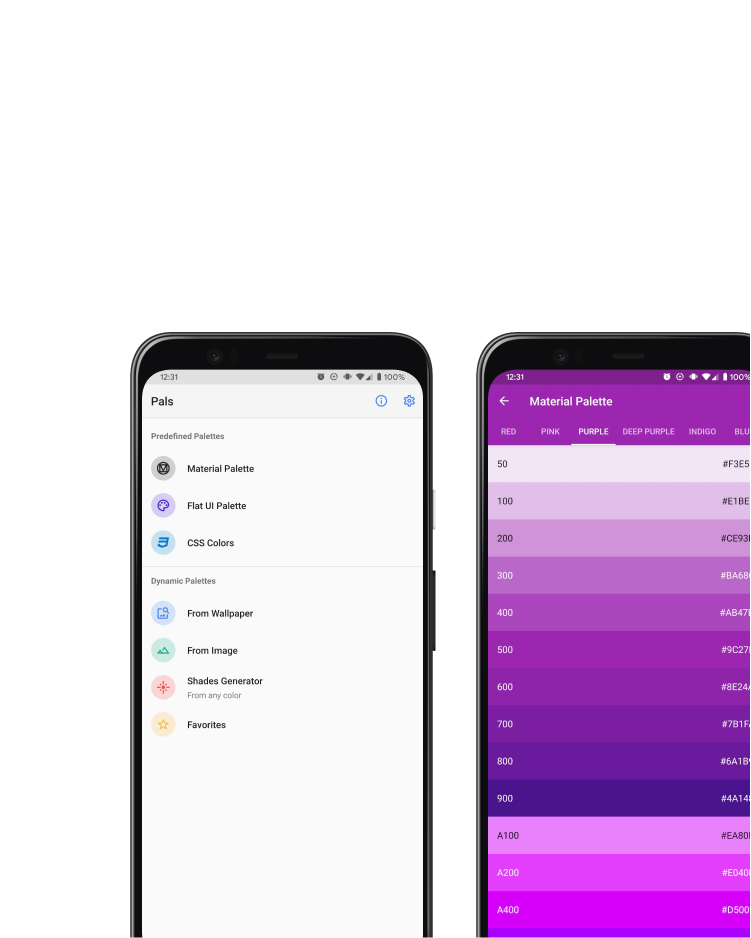 12:31
100%
Pals
Predefined Palettes
Material Palette
Flat UI Palette
CSS Colors
Dynamic Palettes
From Wallpaper
From Image
Shades Generator
From any color
Favorites
12:31
100%
Material Palette
RED PINK PURPLE DEEP PURPLE INDIGO BLU
50 #F3E5
100 #E1BE
200 #CE93
300 #BA68
400 #AB47
500 #9C27
600 #8E24
700 #7B1F
800 #6A1B
900 #4A14
A100 #EA80
A200 #E040
A400 #D500